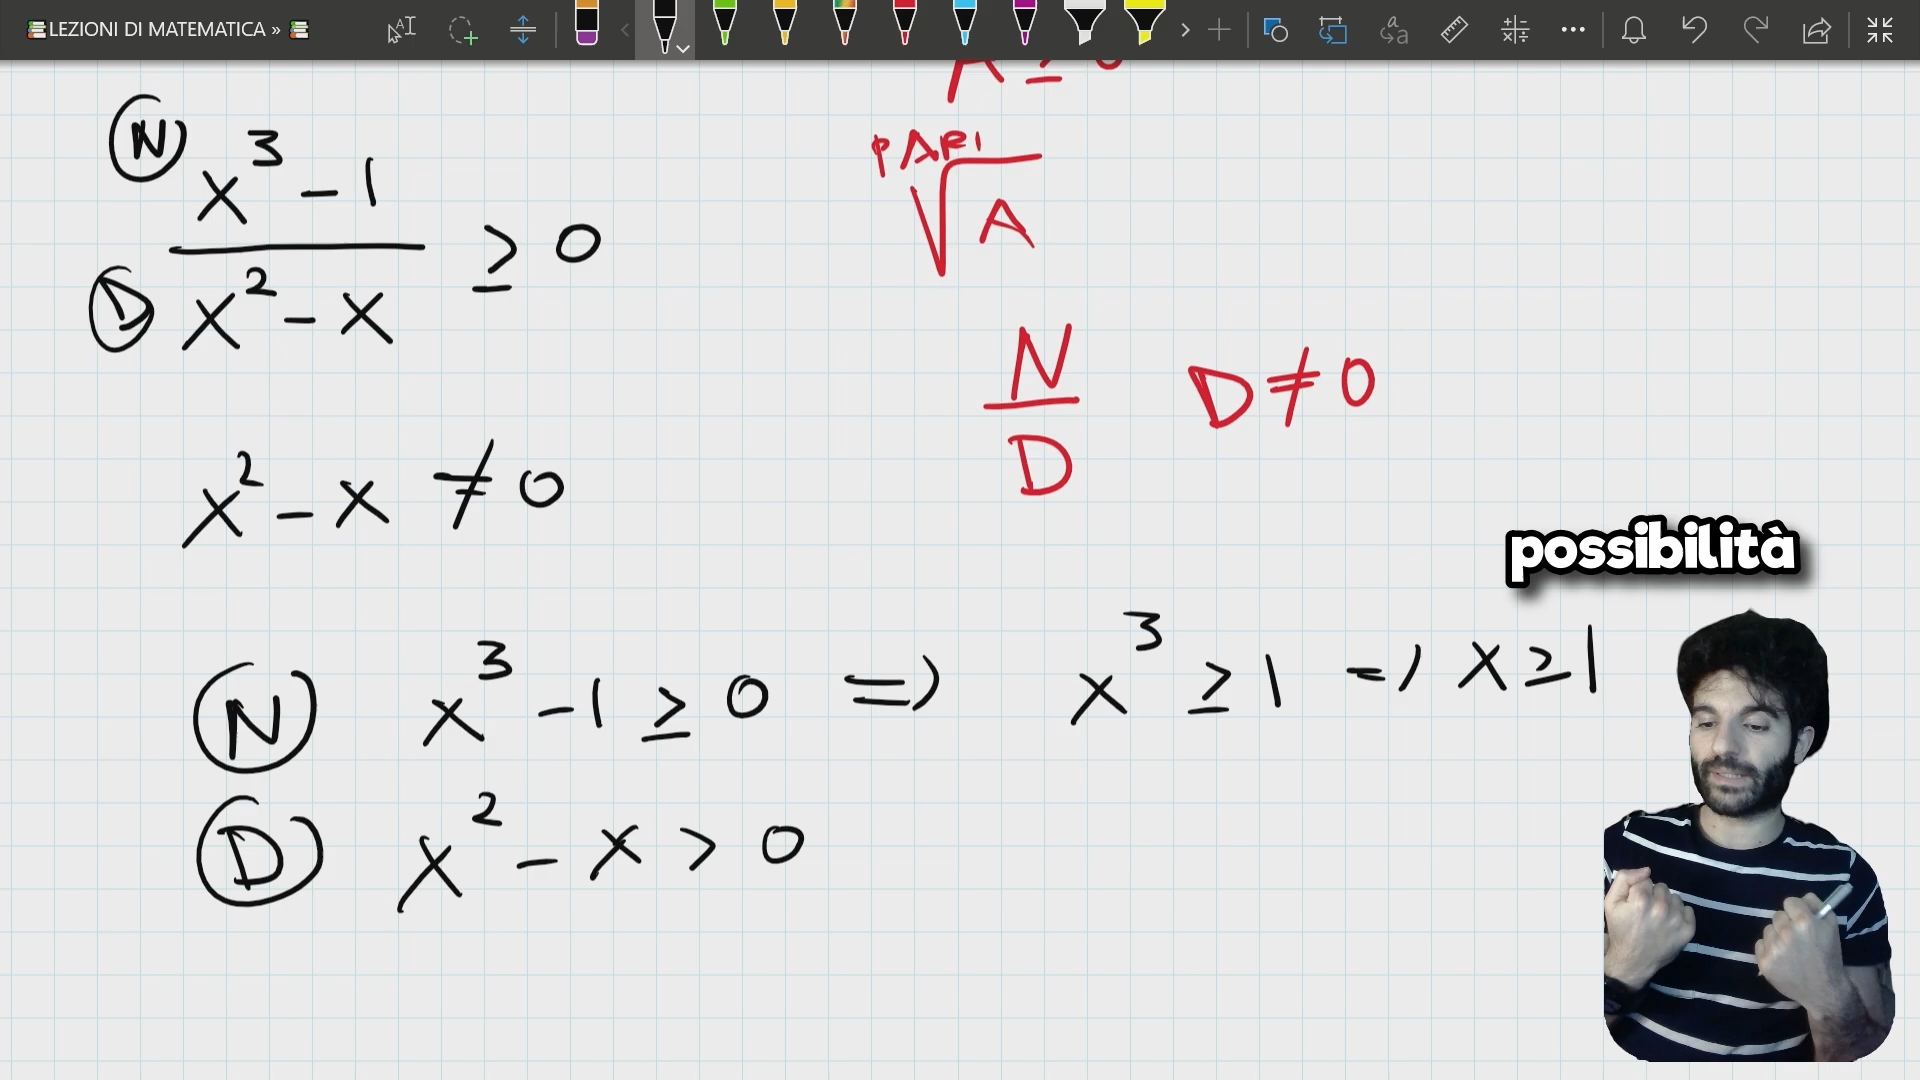 LEZIONI DI MATEMATICA »
A ≥ 0
PARI
√A
N/D D ≠ 0
Ⓝ x³ - 1
Ⓓ x² - x
≥ 0
x² - x ≠ 0
possibilità
Ⓝ x³ - 1 ≥ 0 => x³ ≥ 1 => x ≥ 1
Ⓓ x² - x > 0